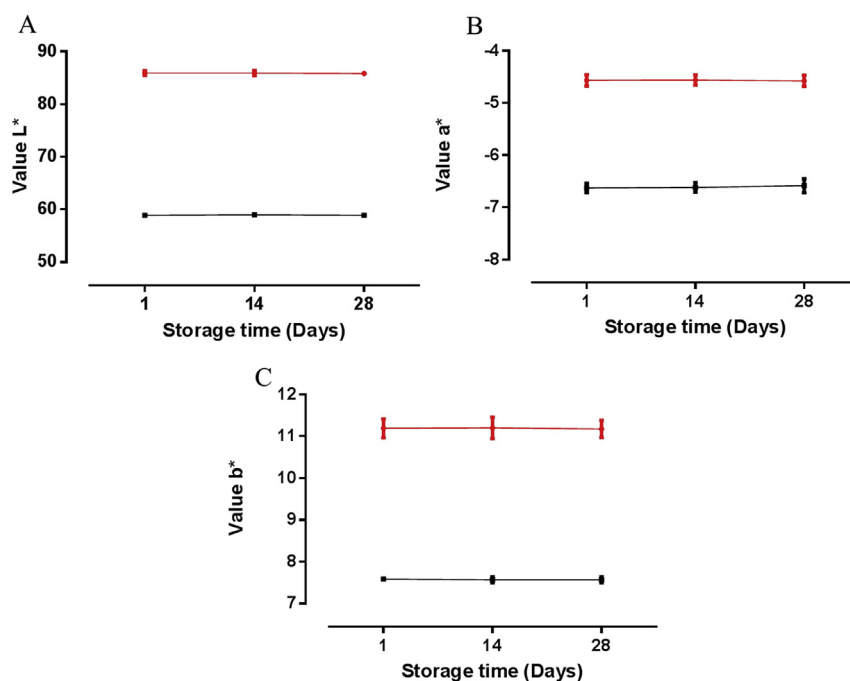 A
90
80
70
60
50
Value L*
1 14 28
Storage time (Days)
B
-4
-5
-6
-7
-8
Value a*
1 14 28
Storage time (Days)
C
12
11
10
9
8
7
Value b*
1 14 28
Storage time (Days)